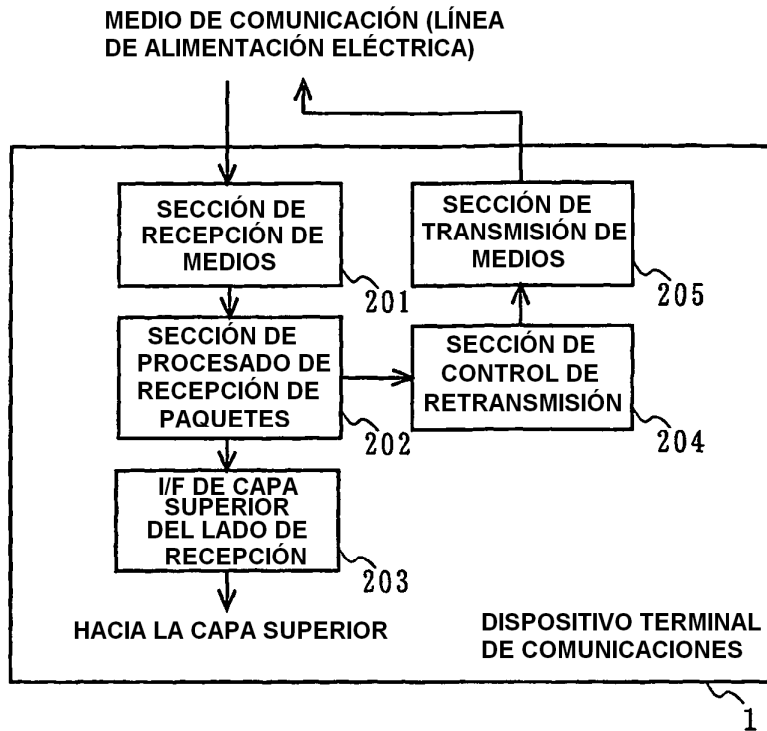 MEDIO DE COMUNICACIÓN (LÍNEA
DE ALIMENTACIÓN ELÉCTRICA)
SECCIÓN DE
RECEPCIÓN DE
MEDIOS
201
SECCIÓN DE
TRANSMISIÓN DE
MEDIOS
205
SECCIÓN DE
PROCESADO DE
RECEPCIÓN DE
PAQUETES
202
SECCIÓN DE
CONTROL DE
RETRANSMISIÓN
204
I/F DE CAPA
SUPERIOR
DEL LADO DE
RECEPCIÓN
203
HACIA LA CAPA SUPERIOR
DISPOSITIVO TERMINAL
DE COMUNICACIONES
1